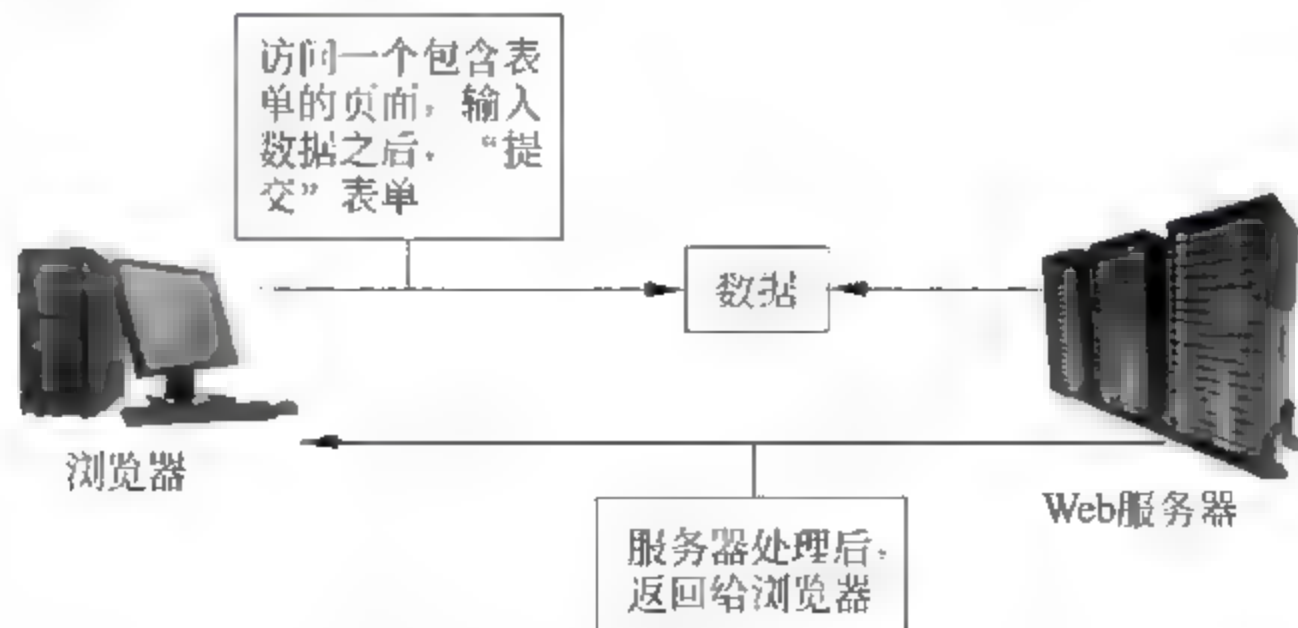 访问一个包含表
单的页面，输入
数据之后，“提
交”表单
数据
浏览器
Web服务器
服务器处理后，
返回给浏览器